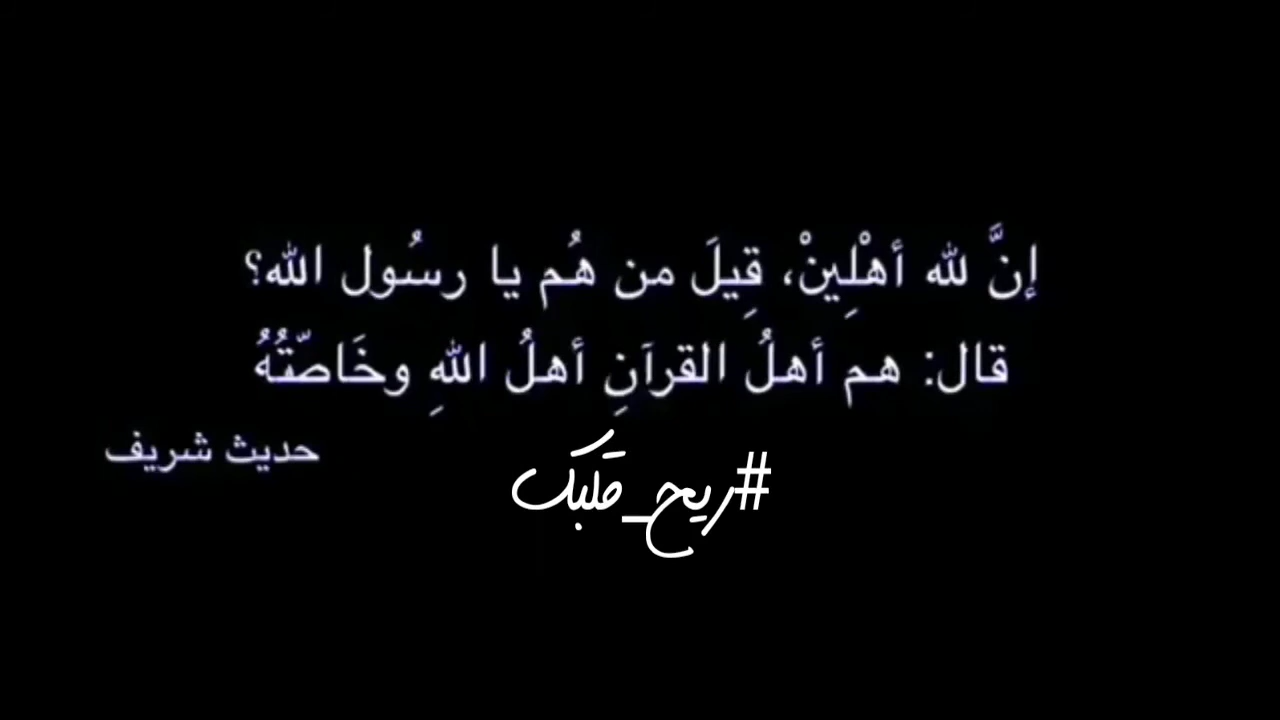 إنَّ لله أهْلِينْ، قِيلَ من هُم يا رسُول الله؟
قال: هم أهلُ القرآنِ أهلُ اللهِ وخَاصّتُهُ
حديث شريف
#ريح_قلبك